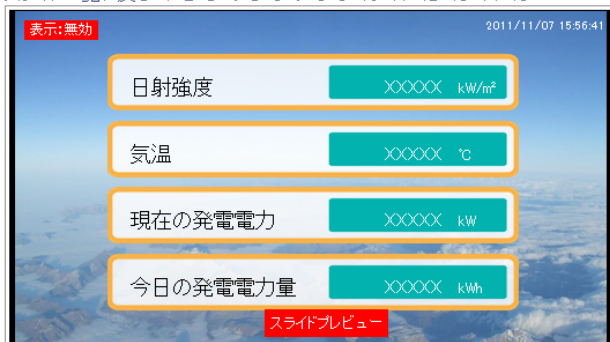 表示:無効
2011/11/07 15:56:41
日射強度 XXXXX kW/m²
気温 XXXXX ℃
現在の発電電力 XXXXX kW
今日の発電電力量 XXXXX kWh
スライドプレビュー